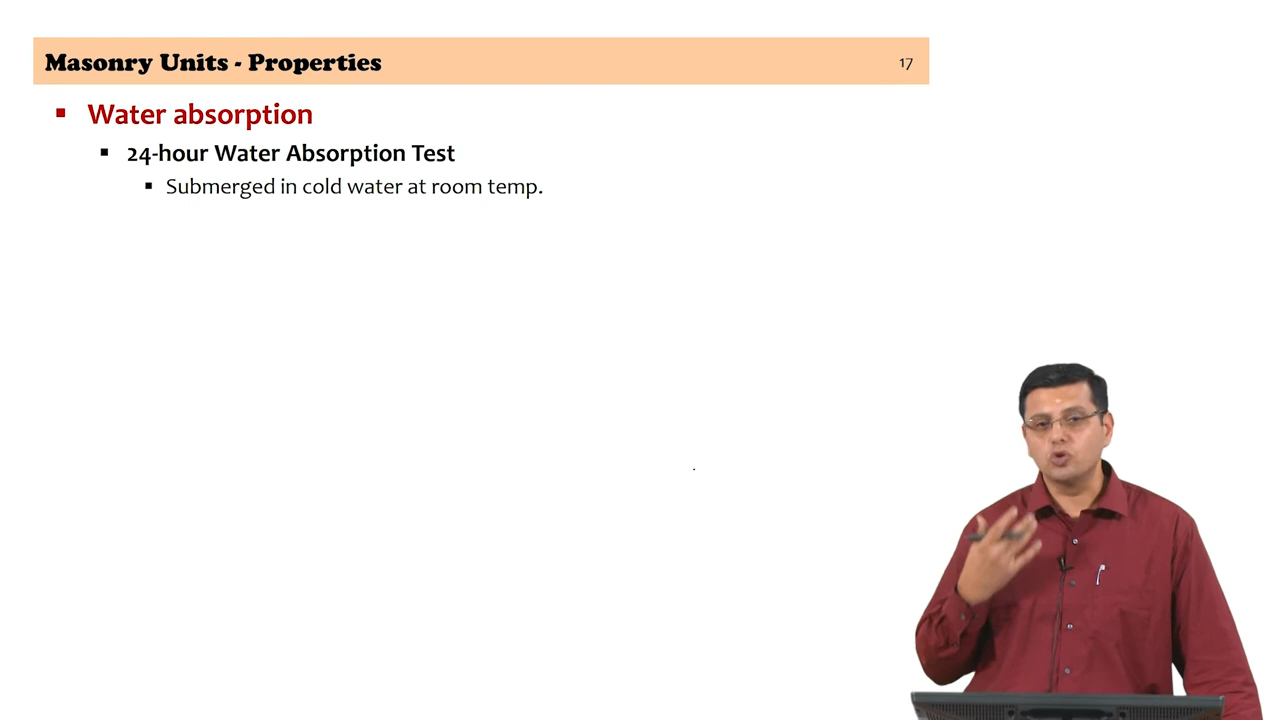 Masonry Units - Properties 17
Water absorption
24-hour Water Absorption Test
Submerged in cold water at room temp.